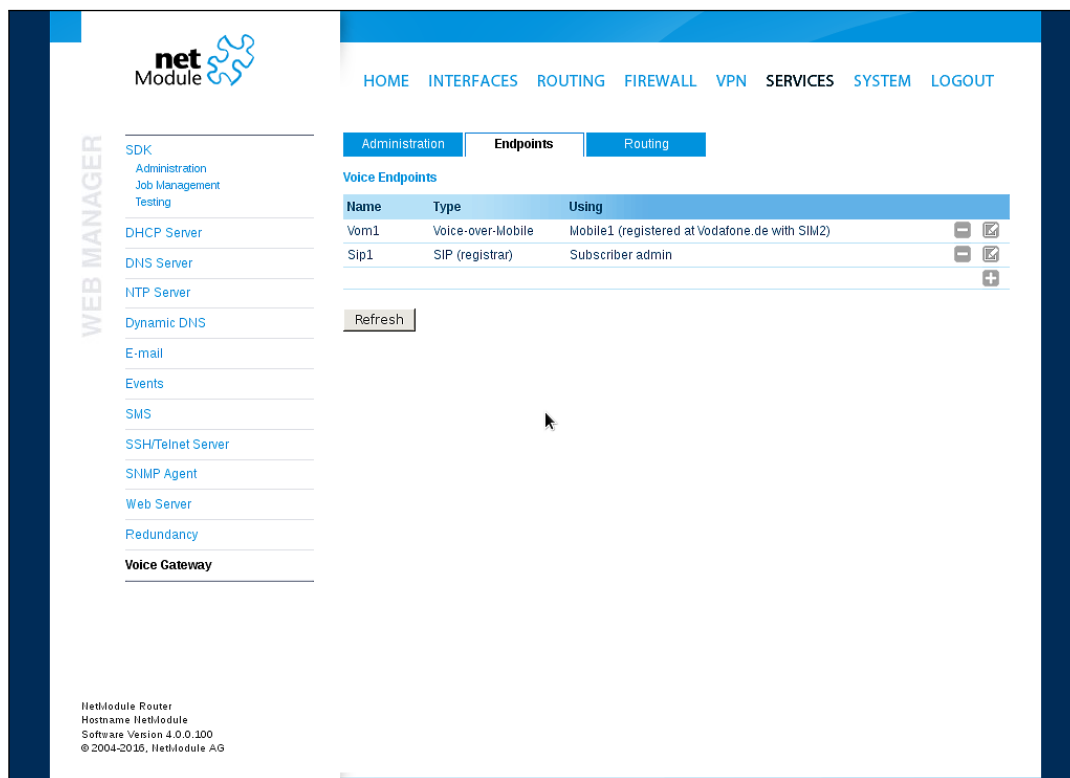 net
Module
HOME INTERFACES ROUTING FIREWALL VPN SERVICES SYSTEM LOGOUT
WEB MANAGER
SDK
Administration
Job Management
Testing
DHCP Server
DNS Server
NTP Server
Dynamic DNS
E-mail
Events
SMS
SSH/Telnet Server
SNMP Agent
Web Server
Redundancy
Voice Gateway
Administration Endpoints Routing
Voice Endpoints
Name Type Using
Vom1 Voice-over-Mobile Mobile1 (registered at Vodafone.de with SIM2)
Sip1 SIP (registrar) Subscriber admin
Refresh
NetModule Router
Hostname NetModule
Software Version 4.0.0.100
© 2004-2016, NetModule AG